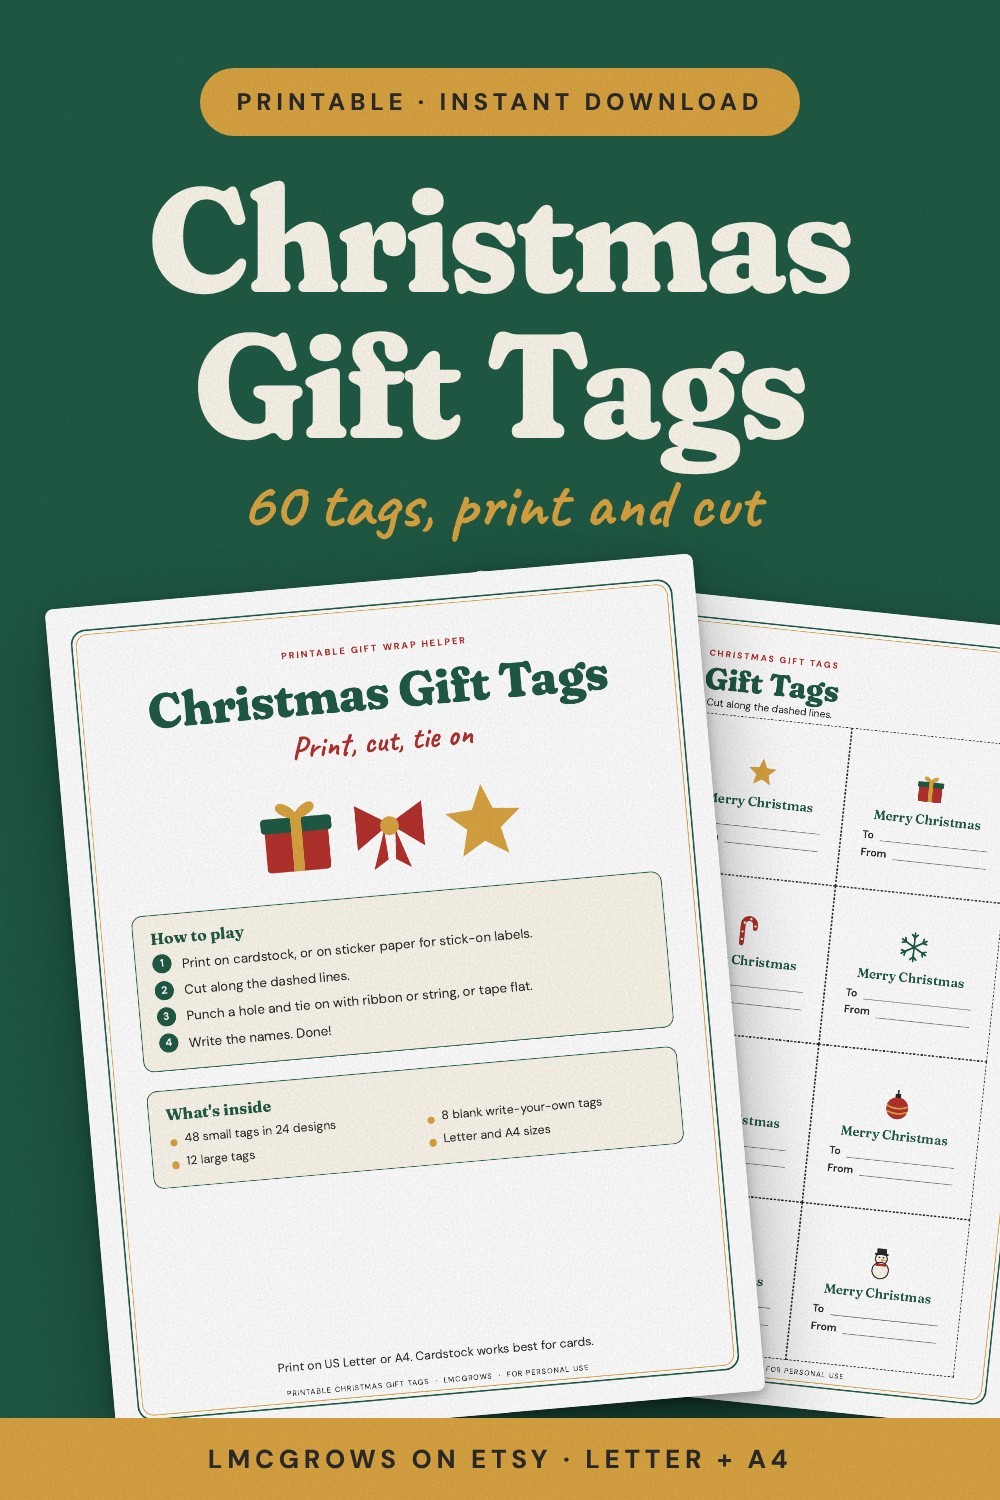 PRINTABLE · INSTANT DOWNLOAD
Christmas
Gift Tags
60 tags, print and cut
PRINTABLE GIFT WRAP HELPER
Christmas Gift Tags
Print, cut, tie on
How to play
1 Print on cardstock, or on sticker paper for stick-on labels.
2 Cut along the dashed lines.
3 Punch a hole and tie on with ribbon or string, or tape flat.
4 Write the names. Done!
What's inside
48 small tags in 24 designs
12 large tags
8 blank write-your-own tags
Letter and A4 sizes
Print on US Letter or A4. Cardstock works best for cards.
PRINTABLE CHRISTMAS GIFT TAGS · LMCGROWS · FOR PERSONAL USE
CHRISTMAS GIFT TAGS
Gift Tags
Cut along the dashed lines.
Merry Christmas
Merry Christmas
To
From
Christmas
Merry Christmas
To
From
Merry Christmas
To
From
Merry Christmas
To
From
FOR PERSONAL USE
LMCGROWS ON ETSY · LETTER + A4